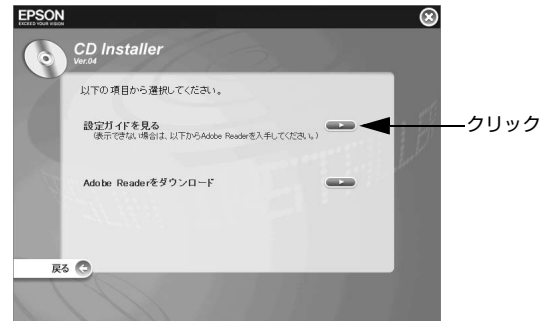 EPSON
EXCEED YOUR VISION
CD Installer
Ver.04
以下の項目から選択してください。
設定ガイドを見る
(表示できない場合は、以下からAdobe Readerを入手してください。)
クリック
Adobe Readerをダウンロード
戻る